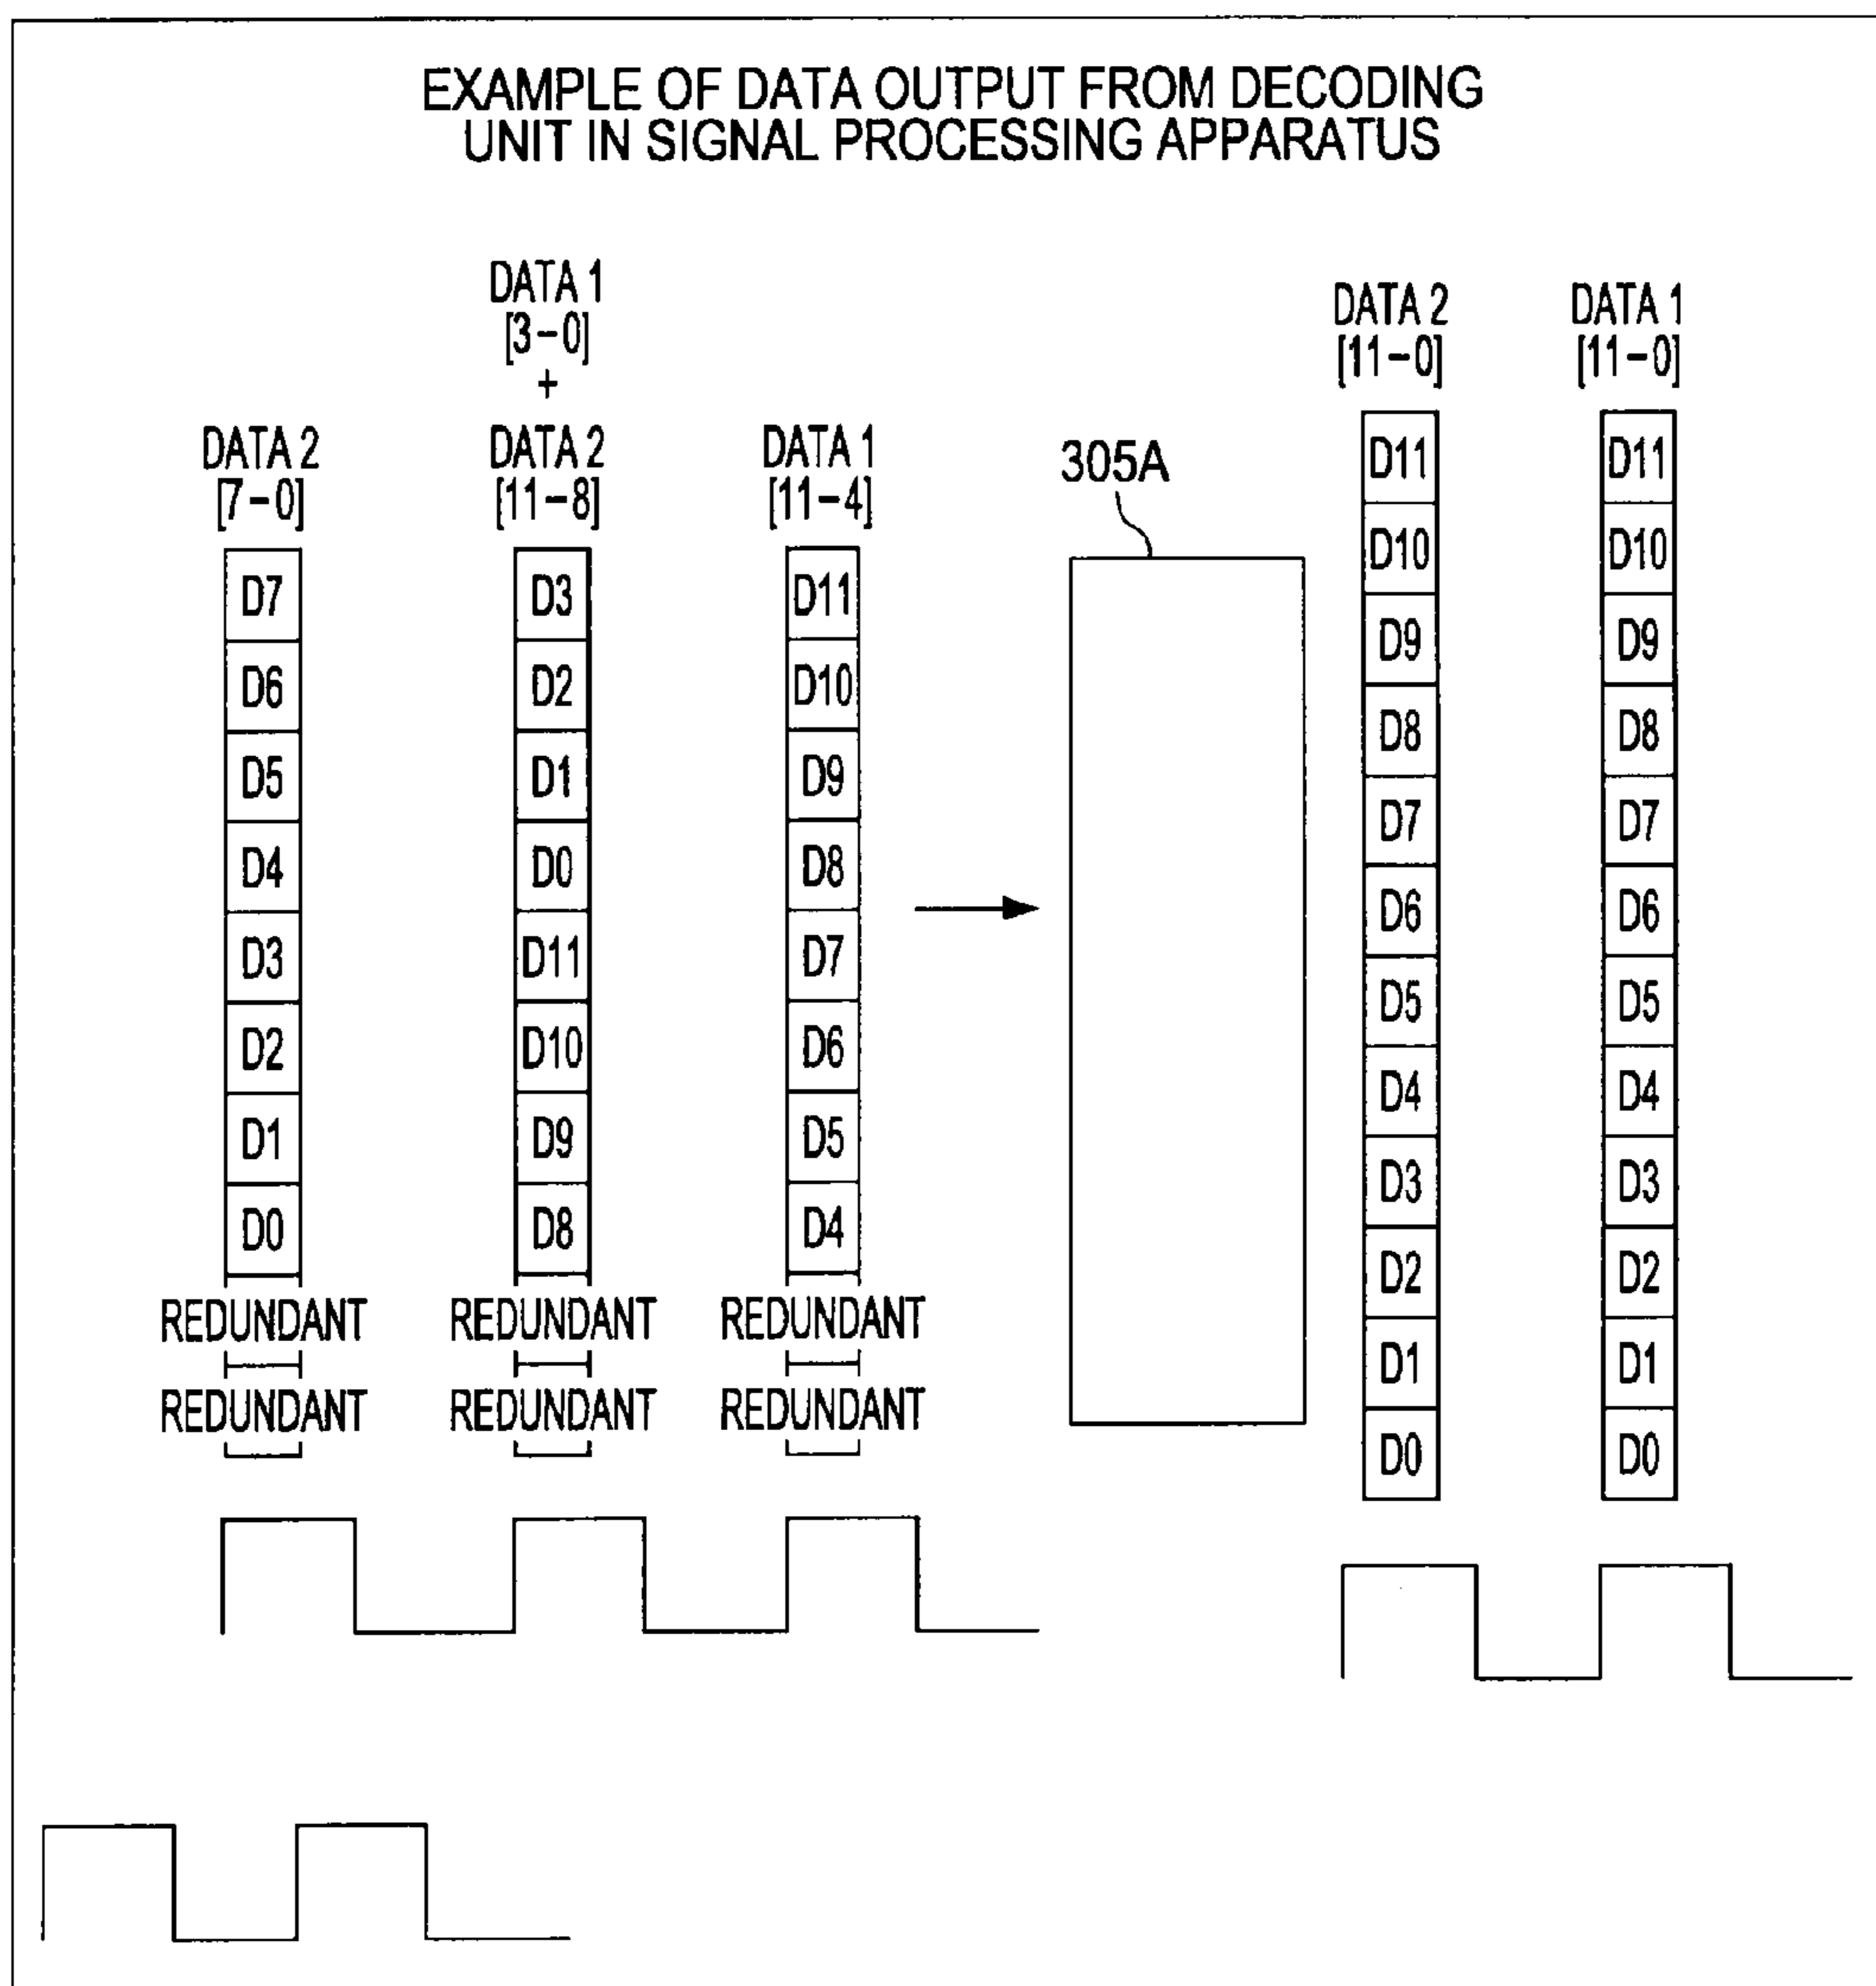 EXAMPLE OF DATA OUTPUT FROM DECODING
UNIT IN SIGNAL PROCESSING APPARATUS
DATA 2
[7-0]
D7
D6
D5
D4
D3
D2
D1
D0
REDUNDANT
REDUNDANT
DATA 1
[3-0]
+
DATA 2
[11-8]
D3
D2
D1
D0
D11
D10
D9
D8
REDUNDANT
REDUNDANT
DATA 1
[11-4]
D11
D10
D9
D8
D7
D6
D5
D4
REDUNDANT
REDUNDANT
305A
DATA 2
[11-0]
D11
D10
D9
D8
D7
D6
D5
D4
D3
D2
D1
D0
DATA 1
[11-0]
D11
D10
D9
D8
D7
D6
D5
D4
D3
D2
D1
D0